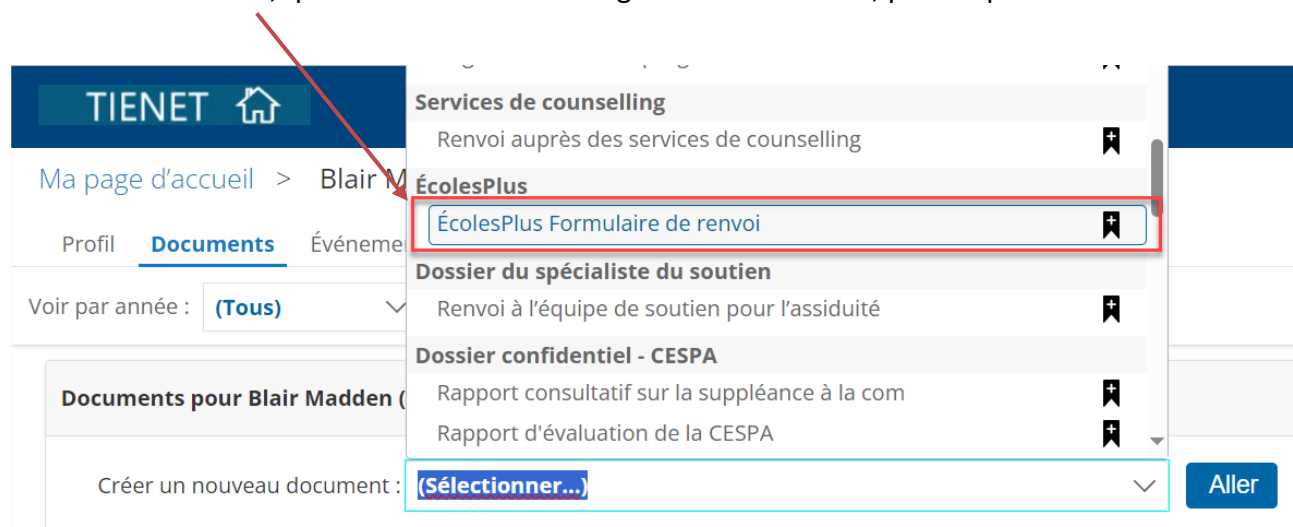 TIENET
Services de counselling
Renvoi auprès des services de counselling
Ma page d'accueil > Blair M
ÉcolesPlus
ÉcolesPlus Formulaire de renvoi
Profil Documents Événeme
Dossier du spécialiste du soutien
Voir par année : (Tous)
Renvoi à l'équipe de soutien pour l'assiduité
Dossier confidentiel - CESPA
Documents pour Blair Madden (
Rapport consultatif sur la suppléance à la com
Rapport d'évaluation de la CESPA
Créer un nouveau document : (Sélectionner...) Aller